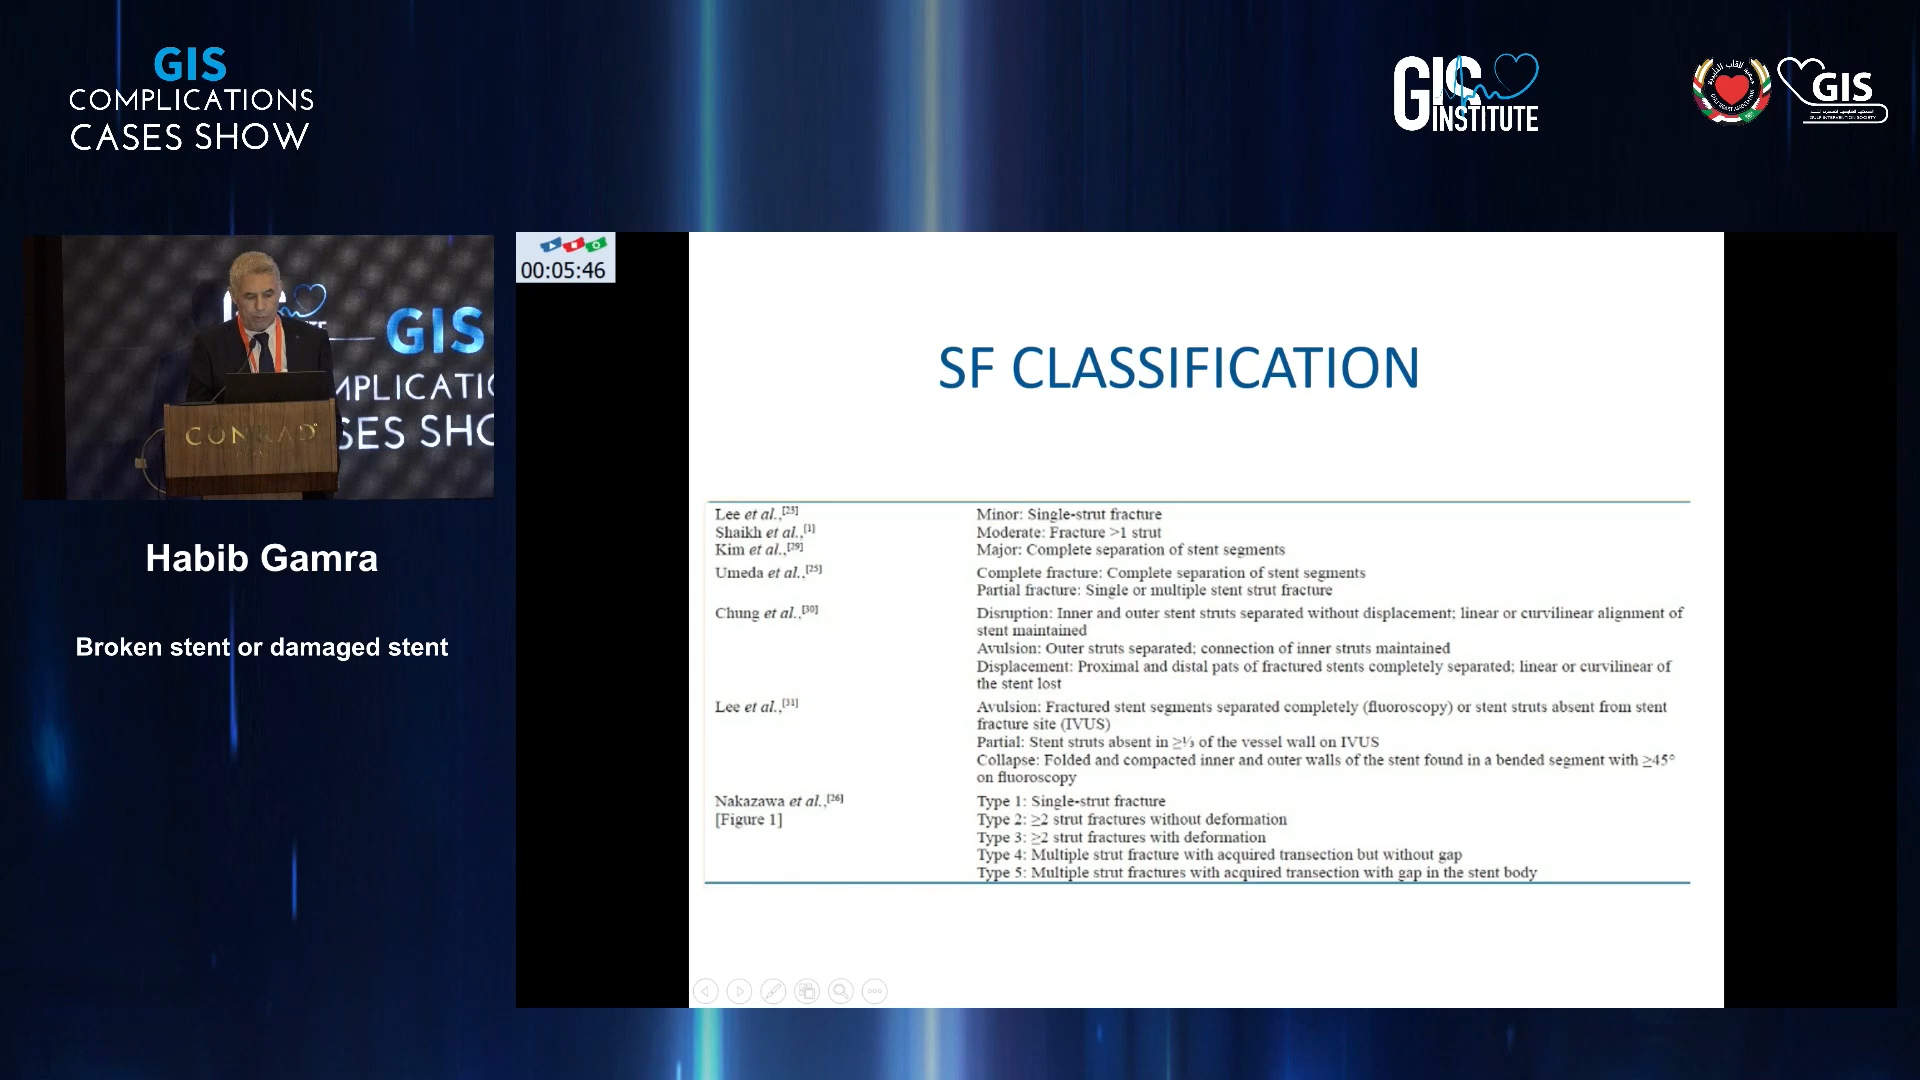 GIS
COMPLICATIONS
CASES SHOW
GIS
INSTITUTE
GIS
GULF INTERVENTION SOCIETY
00:05:46
GIS
MPLICATIO
SES SHO
CONRAD
Habib Gamra
Broken stent or damaged stent
SF CLASSIFICATION
Lee et al.,[23] Minor: Single-strut fracture
Shaikh et al.,[1] Moderate: Fracture >1 strut
Kim et al.,[29] Major: Complete separation of stent segments
Umeda et al.,[25] Complete fracture: Complete separation of stent segments
Partial fracture: Single or multiple stent strut fracture
Chung et al.,[30] Disruption: Inner and outer stent struts separated without displacement; linear or curvilinear alignment of
stent maintained
Avulsion: Outer struts separated; connection of inner struts maintained
Displacement: Proximal and distal pats of fractured stents completely separated; linear or curvilinear of
the stent lost
Lee et al.,[31] Avulsion: Fractured stent segments separated completely (fluoroscopy) or stent struts absent from stent
fracture site (IVUS)
Partial: Stent struts absent in ≥⅓ of the vessel wall on IVUS
Collapse: Folded and compacted inner and outer walls of the stent found in a bended segment with ≥45°
on fluoroscopy
Nakazawa et al.,[26] Type 1: Single-strut fracture
[Figure 1] Type 2: ≥2 strut fractures without deformation
Type 3: ≥2 strut fractures with deformation
Type 4: Multiple strut fracture with acquired transection but without gap
Type 5: Multiple strut fractures with acquired transection with gap in the stent body